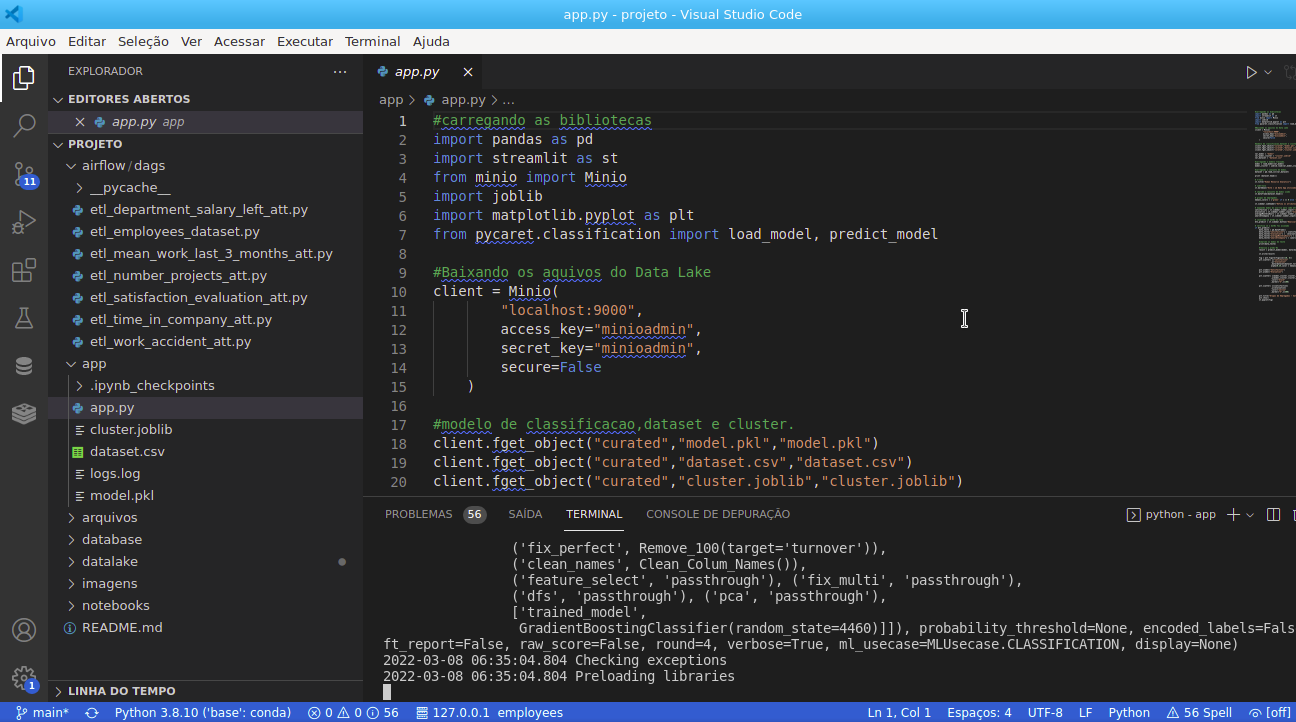 app.py - projeto - Visual Studio Code
Arquivo Editar Seleção Ver Acessar Executar Terminal Ajuda
EXPLORADOR
EDITORES ABERTOS
app.py app
PROJETO
airflow/dags
__pycache__
etl_department_salary_left_att.py
etl_employees_dataset.py
etl_mean_work_last_3_months_att.py
etl_number_projects_att.py
etl_satisfaction_evaluation_att.py
etl_time_in_company_att.py
etl_work_accident_att.py
app
.ipynb_checkpoints
app.py
cluster.joblib
dataset.csv
logs.log
model.pkl
arquivos
database
datalake
imagens
notebooks
README.md
LINHA DO TEMPO
11
1
app.py
app > app.py > ...
1 #carregando as bibliotecas
2 import pandas as pd
3 import streamlit as st
4 from minio import Minio
5 import joblib
6 import matplotlib.pyplot as plt
7 from pycaret.classification import load_model, predict_model
8
9 #Baixando os aquivos do Data Lake
10 client = Minio(
11 "localhost:9000",
12 access_key="minioadmin",
13 secret_key="minioadmin",
14 secure=False
15 )
16
17 #modelo de classificacao,dataset e cluster.
18 client.fget_object("curated","model.pkl","model.pkl")
19 client.fget_object("curated","dataset.csv","dataset.csv")
20 client.fget_object("curated","cluster.joblib","cluster.joblib")
PROBLEMAS 56 SAÍDA TERMINAL CONSOLE DE DEPURAÇÃO python - app
('fix_perfect', Remove_100(target='turnover')),
('clean_names', Clean_Colum_Names()),
('feature_select', 'passthrough'), ('fix_multi', 'passthrough'),
('dfs', 'passthrough'), ('pca', 'passthrough'),
['trained_model',
GradientBoostingClassifier(random_state=4460)]]), probability_threshold=None, encoded_labels=Fals
ft_report=False, raw_score=False, round=4, verbose=True, ml_usecase=MLUsecase.CLASSIFICATION, display=None)
2022-03-08 06:35:04.804 Checking exceptions
2022-03-08 06:35:04.804 Preloading libraries
main* Python 3.8.10 ('base': conda) 0 0 56 127.0.0.1 employees Ln 1, Col 1 Espaços: 4 UTF-8 LF Python 56 Spell [off]